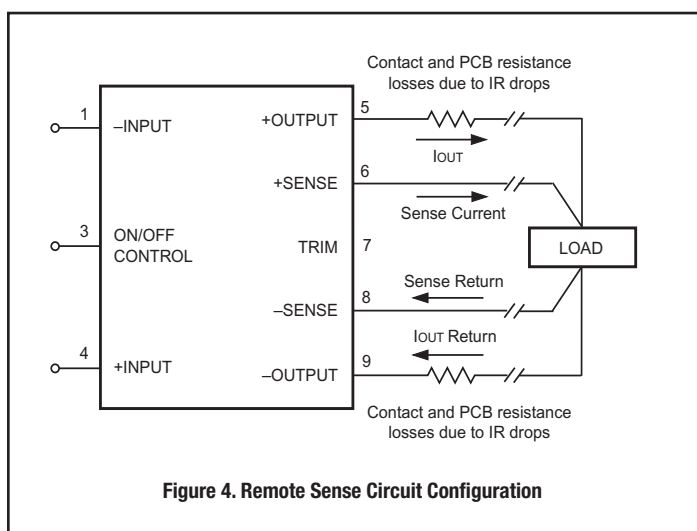 Contact and PCB resistance
losses due to IR drops
1
–INPUT
+OUTPUT
5
IOUT
+SENSE
6
Sense Current
3
ON/OFF
CONTROL
TRIM
7
LOAD
Sense Return
–SENSE
8
IOUT Return
4
+INPUT
–OUTPUT
9
Contact and PCB resistance
losses due to IR drops
Figure 4. Remote Sense Circuit Configuration